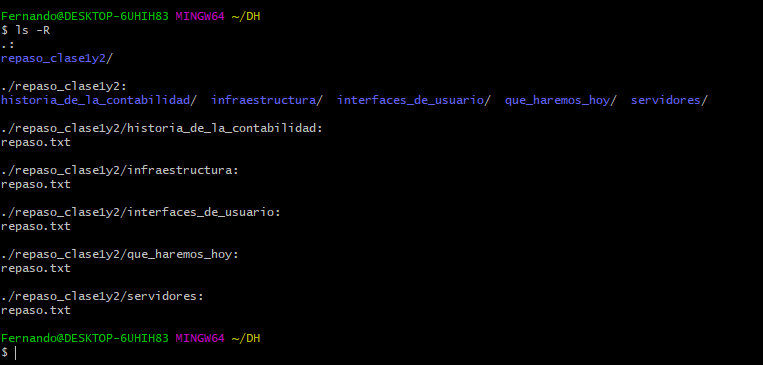 Fernando@DESKTOP-6UHIH83 MINGW64 ~/DH
$ ls -R
.:
repaso_clase1y2/
./repaso_clase1y2:
historia_de_la_contabilidad/  infraestructura/  interfaces_de_usuario/  que_haremos_hoy/  servidores/
./repaso_clase1y2/historia_de_la_contabilidad:
repaso.txt
./repaso_clase1y2/infraestructura:
repaso.txt
./repaso_clase1y2/interfaces_de_usuario:
repaso.txt
./repaso_clase1y2/que_haremos_hoy:
repaso.txt
./repaso_clase1y2/servidores:
repaso.txt
Fernando@DESKTOP-6UHIH83 MINGW64 ~/DH
$